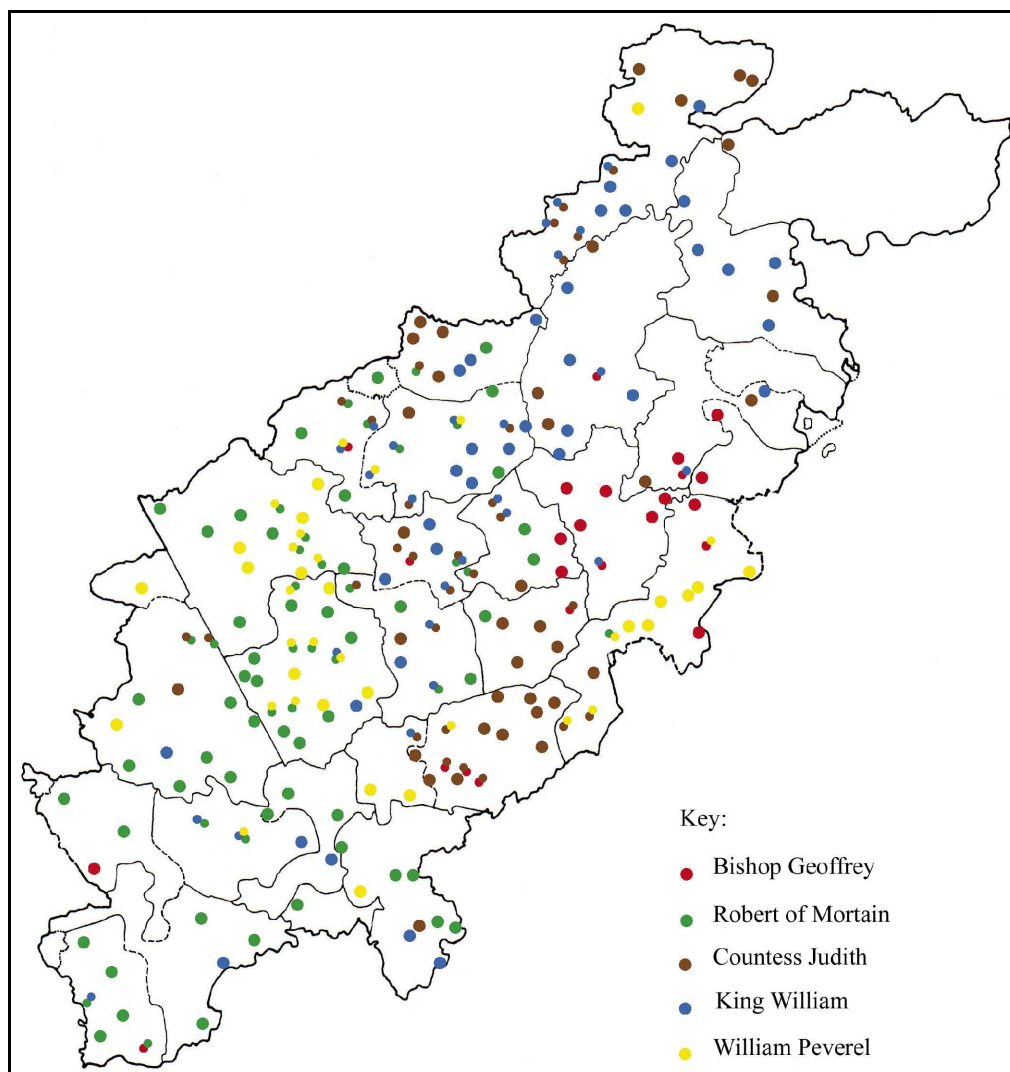 Key:
Bishop Geoffrey
Robert of Mortain
Countess Judith
King William
William Peverel